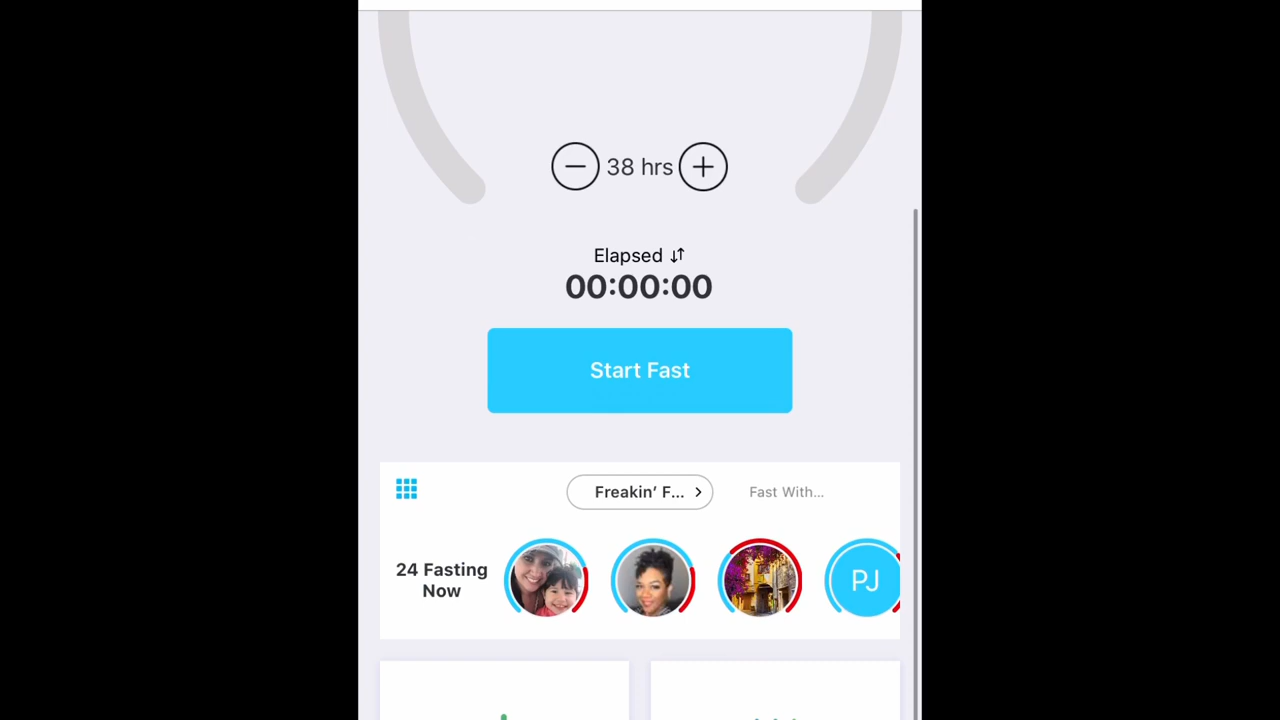 38 hrs
Elapsed
00:00:00
Start Fast
Freakin’ F...
Fast With...
24 Fasting
Now
PJ